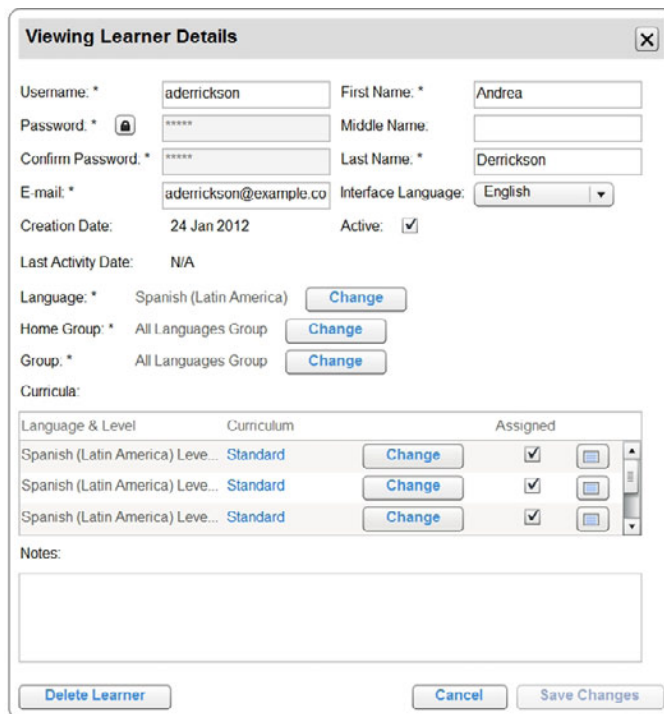 Viewing Learner Details
Username: * aderrickson First Name: * Andrea
Password: * ***** Middle Name:
Confirm Password: * ***** Last Name: * Derrickson
E-mail: * aderrickson@example.co Interface Language: English
Creation Date: 24 Jan 2012 Active:
Last Activity Date: N/A
Language: * Spanish (Latin America) Change
Home Group: * All Languages Group Change
Group: * All Languages Group Change
Curricula:
Language & Level Curriculum Assigned
Spanish (Latin America) Leve... Standard Change
Spanish (Latin America) Leve... Standard Change
Spanish (Latin America) Leve... Standard Change
Notes:
Delete Learner Cancel Save Changes